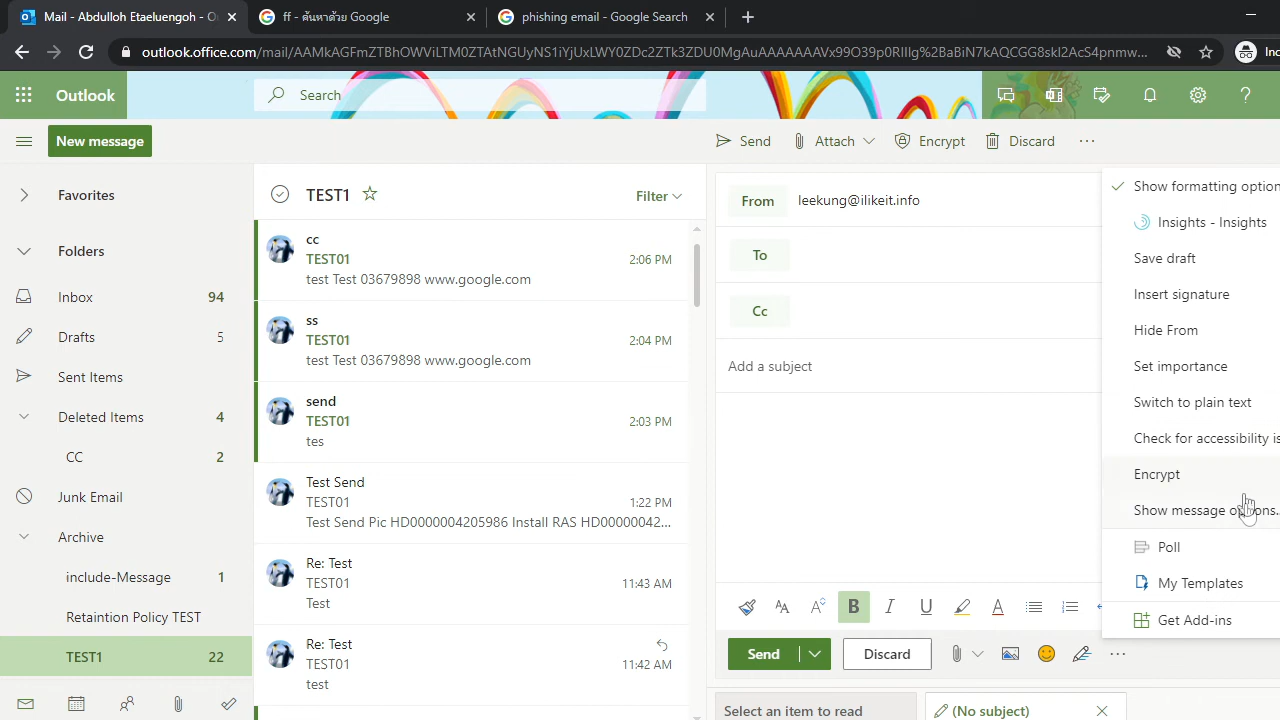 Mail - Abdulloh Etaeluengoh - O
ff - ค้นหาด้วย Google
phishing email - Google Search
outlook.office.com/mail/AAMkAGFmZTBhOWViLTM0ZTAtNGUyNS1iYjUxLWY0ZDc2ZTk3ZDU0MgAuAAAAAAAVx99O39p0RIIIg%2BaBiN7kAQCGG8skl2AcS4pnmw...
Inc
Outlook
Search
New message
Send
Attach
Encrypt
Discard
Favorites
Folders
Inbox 94
Drafts 5
Sent Items
Deleted Items 4
CC 2
Junk Email
Archive
include-Message 1
Retaintion Policy TEST
TEST1 22
TEST1
Filter
cc
TEST01 2:06 PM
test Test 03679898 www.google.com
ss
TEST01 2:04 PM
test Test 03679898 www.google.com
send
TEST01 2:03 PM
tes
Test Send
TEST01 1:22 PM
Test Send Pic HD0000004205986 Install RAS HD00000042...
Re: Test
TEST01 11:43 AM
Test
Re: Test
TEST01 11:42 AM
test
From leekung@ilikeit.info
To
Cc
Add a subject
Show formatting option
Insights - Insights
Save draft
Insert signature
Hide From
Set importance
Switch to plain text
Check for accessibility is
Encrypt
Show message options...
Poll
My Templates
Get Add-ins
B I U A
Send Discard
Select an item to read
(No subject)